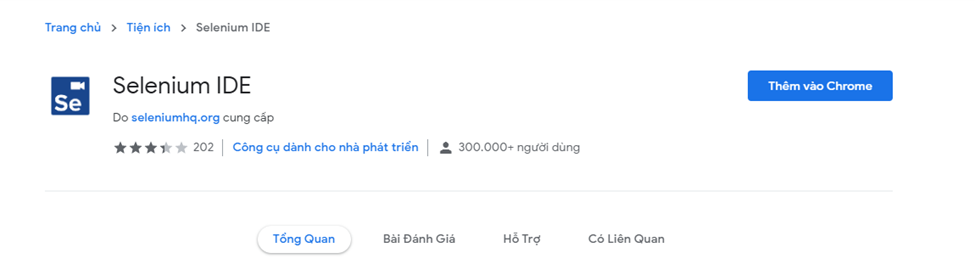 Trang chủ > Tiện ích > Selenium IDE
Se
Selenium IDE
Thêm vào Chrome
Do seleniumhq.org cung cấp
202 Công cụ dành cho nhà phát triển 300.000+ người dùng
Tổng Quan Bài Đánh Giá Hỗ Trợ Có Liên Quan